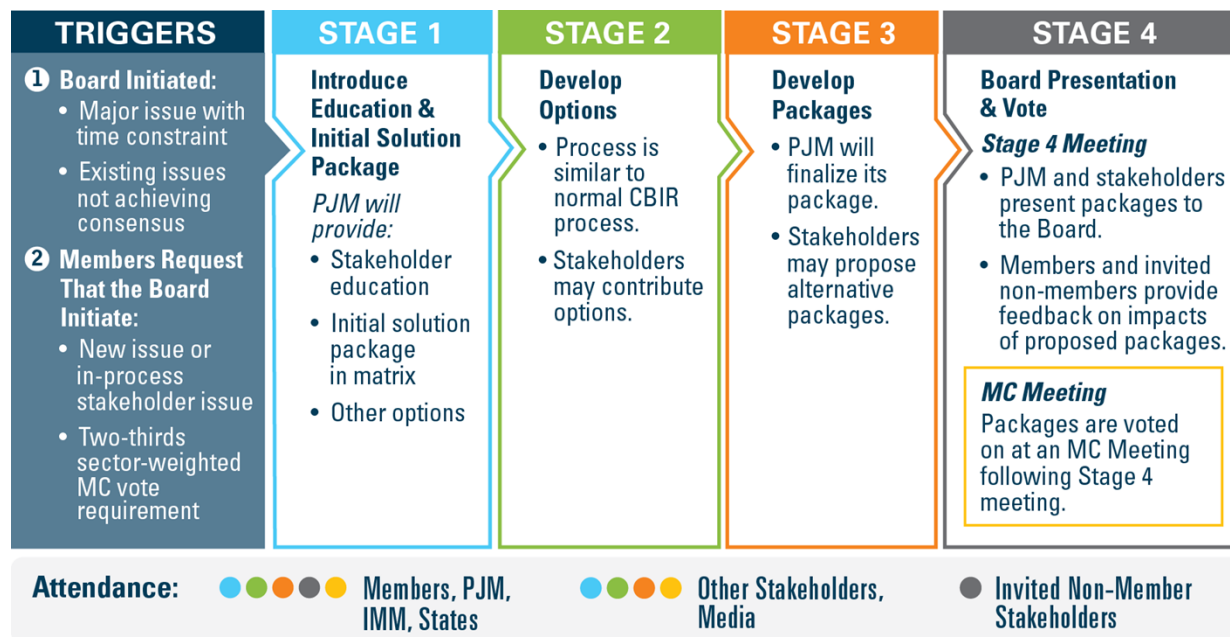 TRIGGERS
1 Board Initiated:
• Major issue with
time constraint
• Existing issues
not achieving
consensus
2 Members Request
That the Board
Initiate:
• New issue or
in-process
stakeholder issue
• Two-thirds
sector-weighted
MC vote
requirement
STAGE 1
Introduce
Education &
Initial Solution
Package
PJM will
provide:
• Stakeholder
education
• Initial solution
package
in matrix
• Other options
STAGE 2
Develop
Options
• Process is
similar to
normal CBIR
process.
• Stakeholders
may contribute
options.
STAGE 3
Develop
Packages
• PJM will
finalize its
package.
• Stakeholders
may propose
alternative
packages.
STAGE 4
Board Presentation
& Vote
Stage 4 Meeting
• PJM and stakeholders
present packages to
the Board.
• Members and invited
non-members provide
feedback on impacts
of proposed packages.
MC Meeting
Packages are voted
on at an MC Meeting
following Stage 4
meeting.
Attendance:
Members, PJM,
IMM, States
Other Stakeholders,
Media
Invited Non-Member
Stakeholders